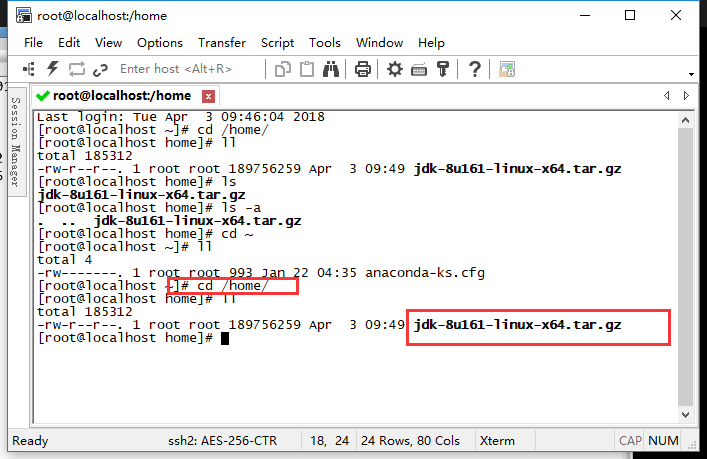 root@localhost:/home
File Edit View Options Transfer Script Tools Window Help
Enter host <Alt+R>
root@localhost:/home
Session Manager
Last login: Tue Apr  3 09:46:04 2018
[root@localhost ~]# cd /home/
[root@localhost home]# ll
total 185312
-rw-r--r--. 1 root root 189756259 Apr  3 09:49 jdk-8u161-linux-x64.tar.gz
[root@localhost home]# ls
jdk-8u161-linux-x64.tar.gz
[root@localhost home]# ls -a
.  ..  jdk-8u161-linux-x64.tar.gz
[root@localhost home]# cd ~
[root@localhost ~]# ll
total 4
-rw-------. 1 root root 993 Jan 22 04:35 anaconda-ks.cfg
[root@localhost ~]# cd /home/
[root@localhost home]# ll
total 185312
-rw-r--r--. 1 root root 189756259 Apr  3 09:49 jdk-8u161-linux-x64.tar.gz
[root@localhost home]#
Ready ssh2: AES-256-CTR 18, 24 24 Rows, 80 Cols Xterm CAP NUM